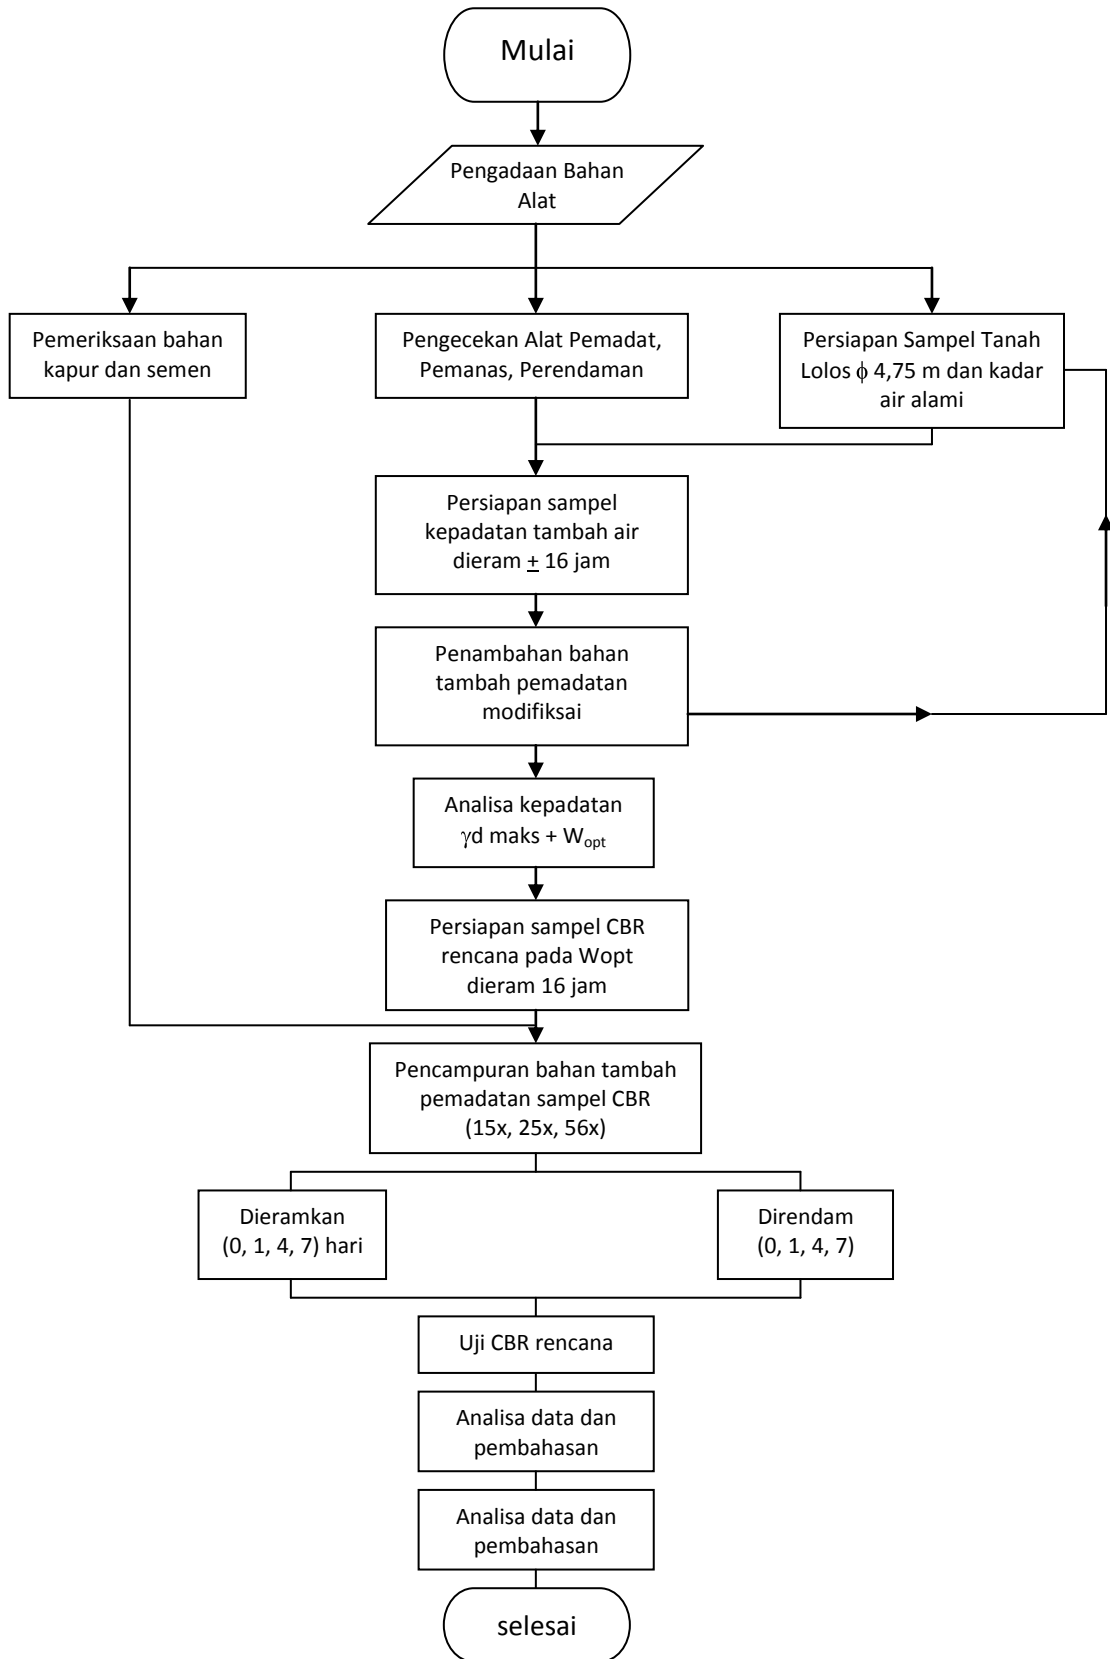 Mulai
Pengadaan Bahan
Alat
Pemeriksaan bahan
kapur dan semen
Pengecekan Alat Pemadat,
Pemanas, Perendaman
Persiapan Sampel Tanah
Lolos ϕ 4,75 m dan kadar
air alami
Persiapan sampel
kepadatan tambah air
dieram ± 16 jam
Penambahan bahan
tambah pemadatan
modifiksai
Analisa kepadatan
γd maks + Wopt
Persiapan sampel CBR
rencana pada Wopt
dieram 16 jam
Pencampuran bahan tambah
pemadatan sampel CBR
(15x, 25x, 56x)
Dieramkan
(0, 1, 4, 7) hari
Direndam
(0, 1, 4, 7)
Uji CBR rencana
Analisa data dan
pembahasan
Analisa data dan
pembahasan
selesai